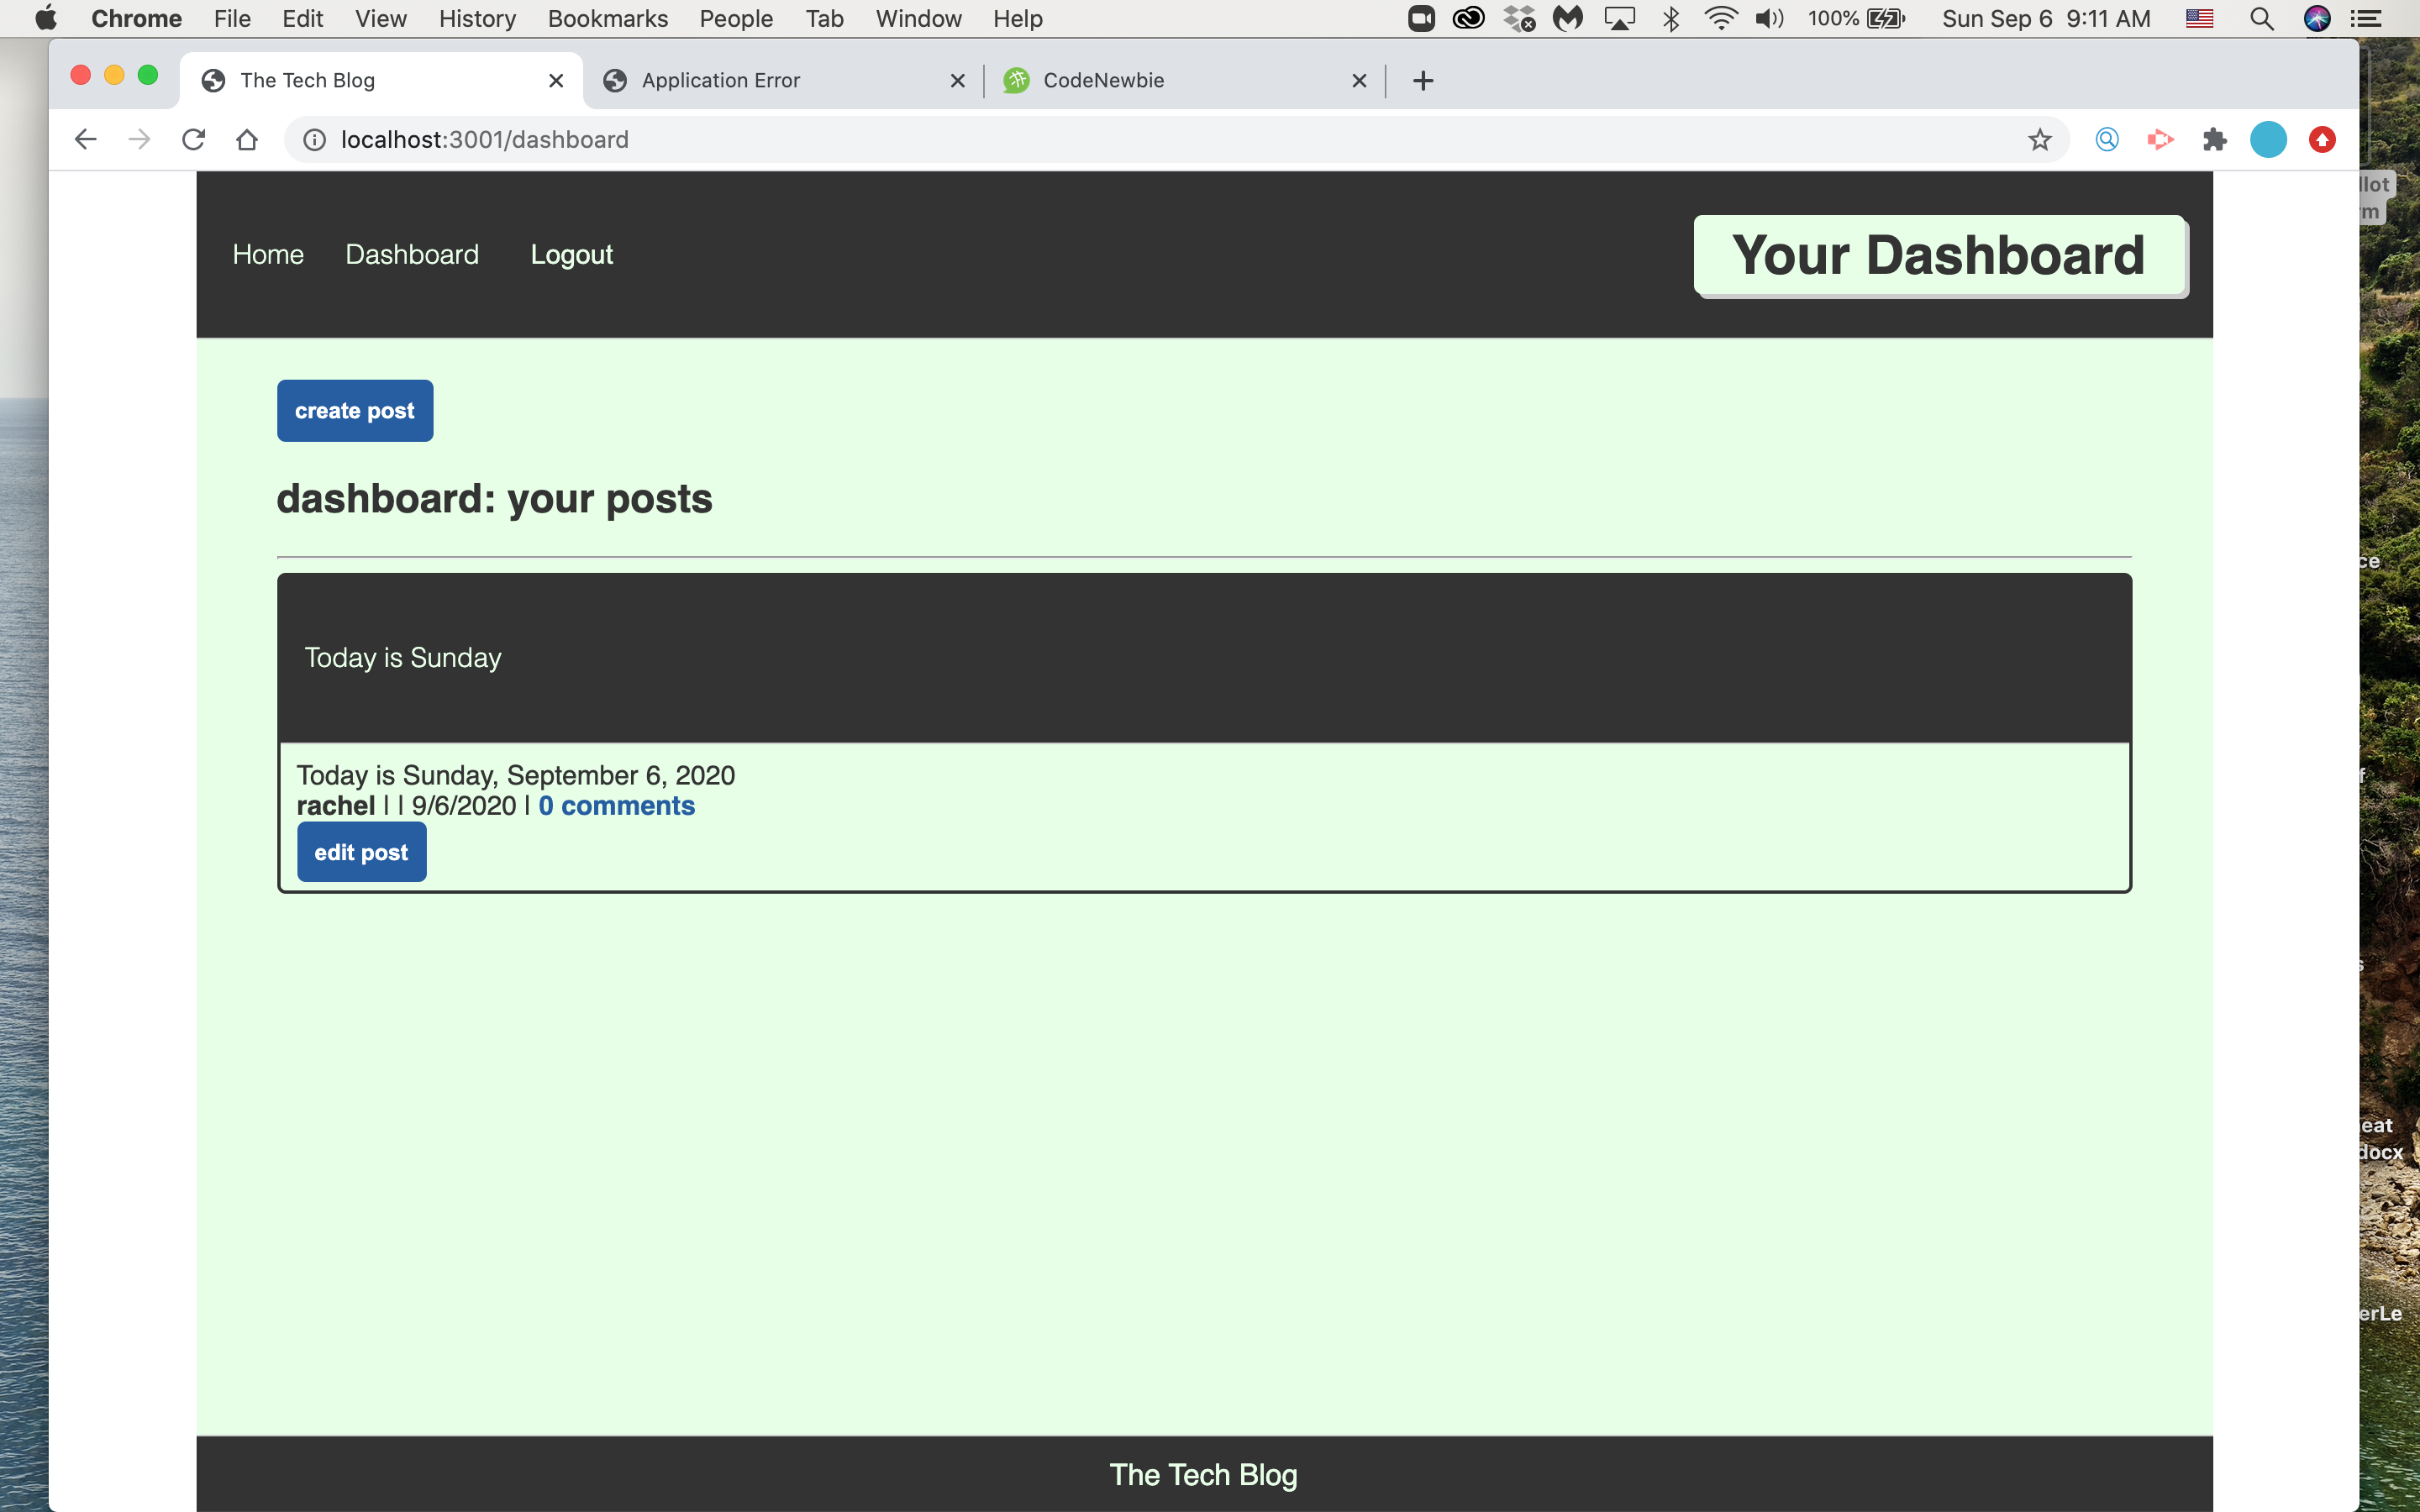 Chrome File Edit View History Bookmarks People Tab Window Help 100% Sun Sep 6 9:11 AM
The Tech Blog Application Error CodeNewbie
localhost:3001/dashboard
Home Dashboard Logout Your Dashboard
create post
dashboard: your posts
Today is Sunday
Today is Sunday, September 6, 2020
rachel | | 9/6/2020 | 0 comments
edit post
The Tech Blog
eat
docx
erLe